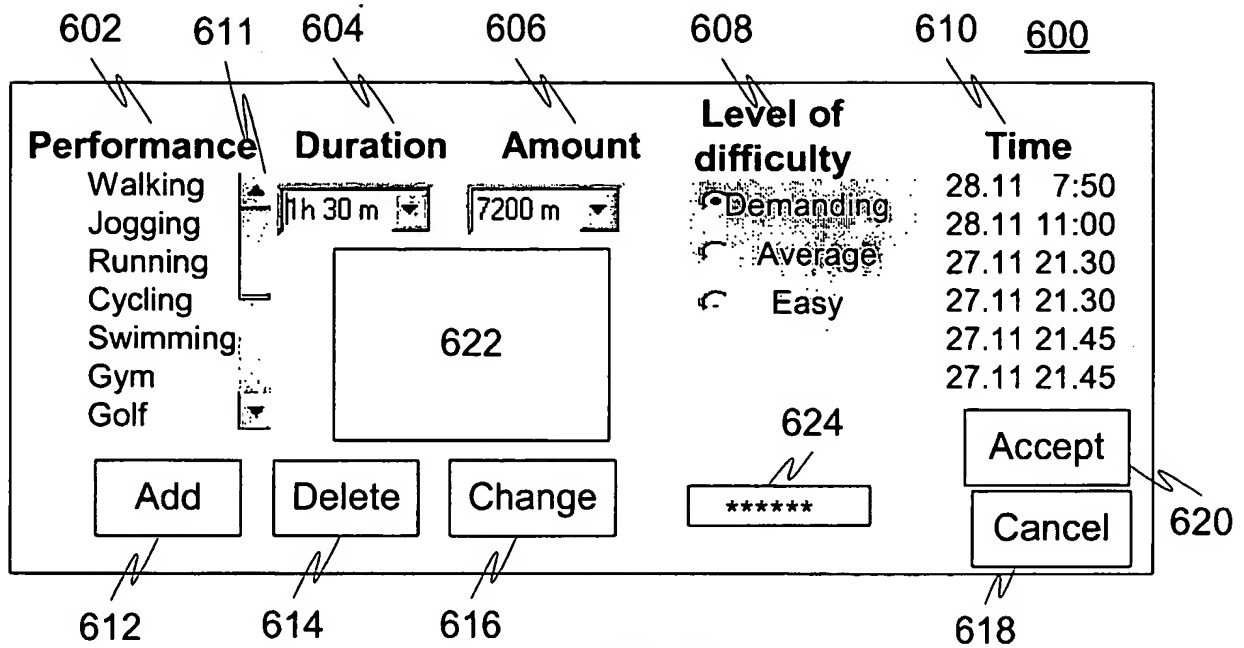 602 611 604 606 608 610 600
Performance Duration Amount Level of difficulty Time
Walking 1h 30 m 7200 m Demanding 28.11 7:50
Jogging 28.11 11:00
Running Average 27.11 21.30
Cycling Easy 27.11 21.30
Swimming 622 27.11 21.45
Gym 27.11 21.45
Golf
624 Accept
Add Delete Change ****** Cancel 620
612 614 616 618